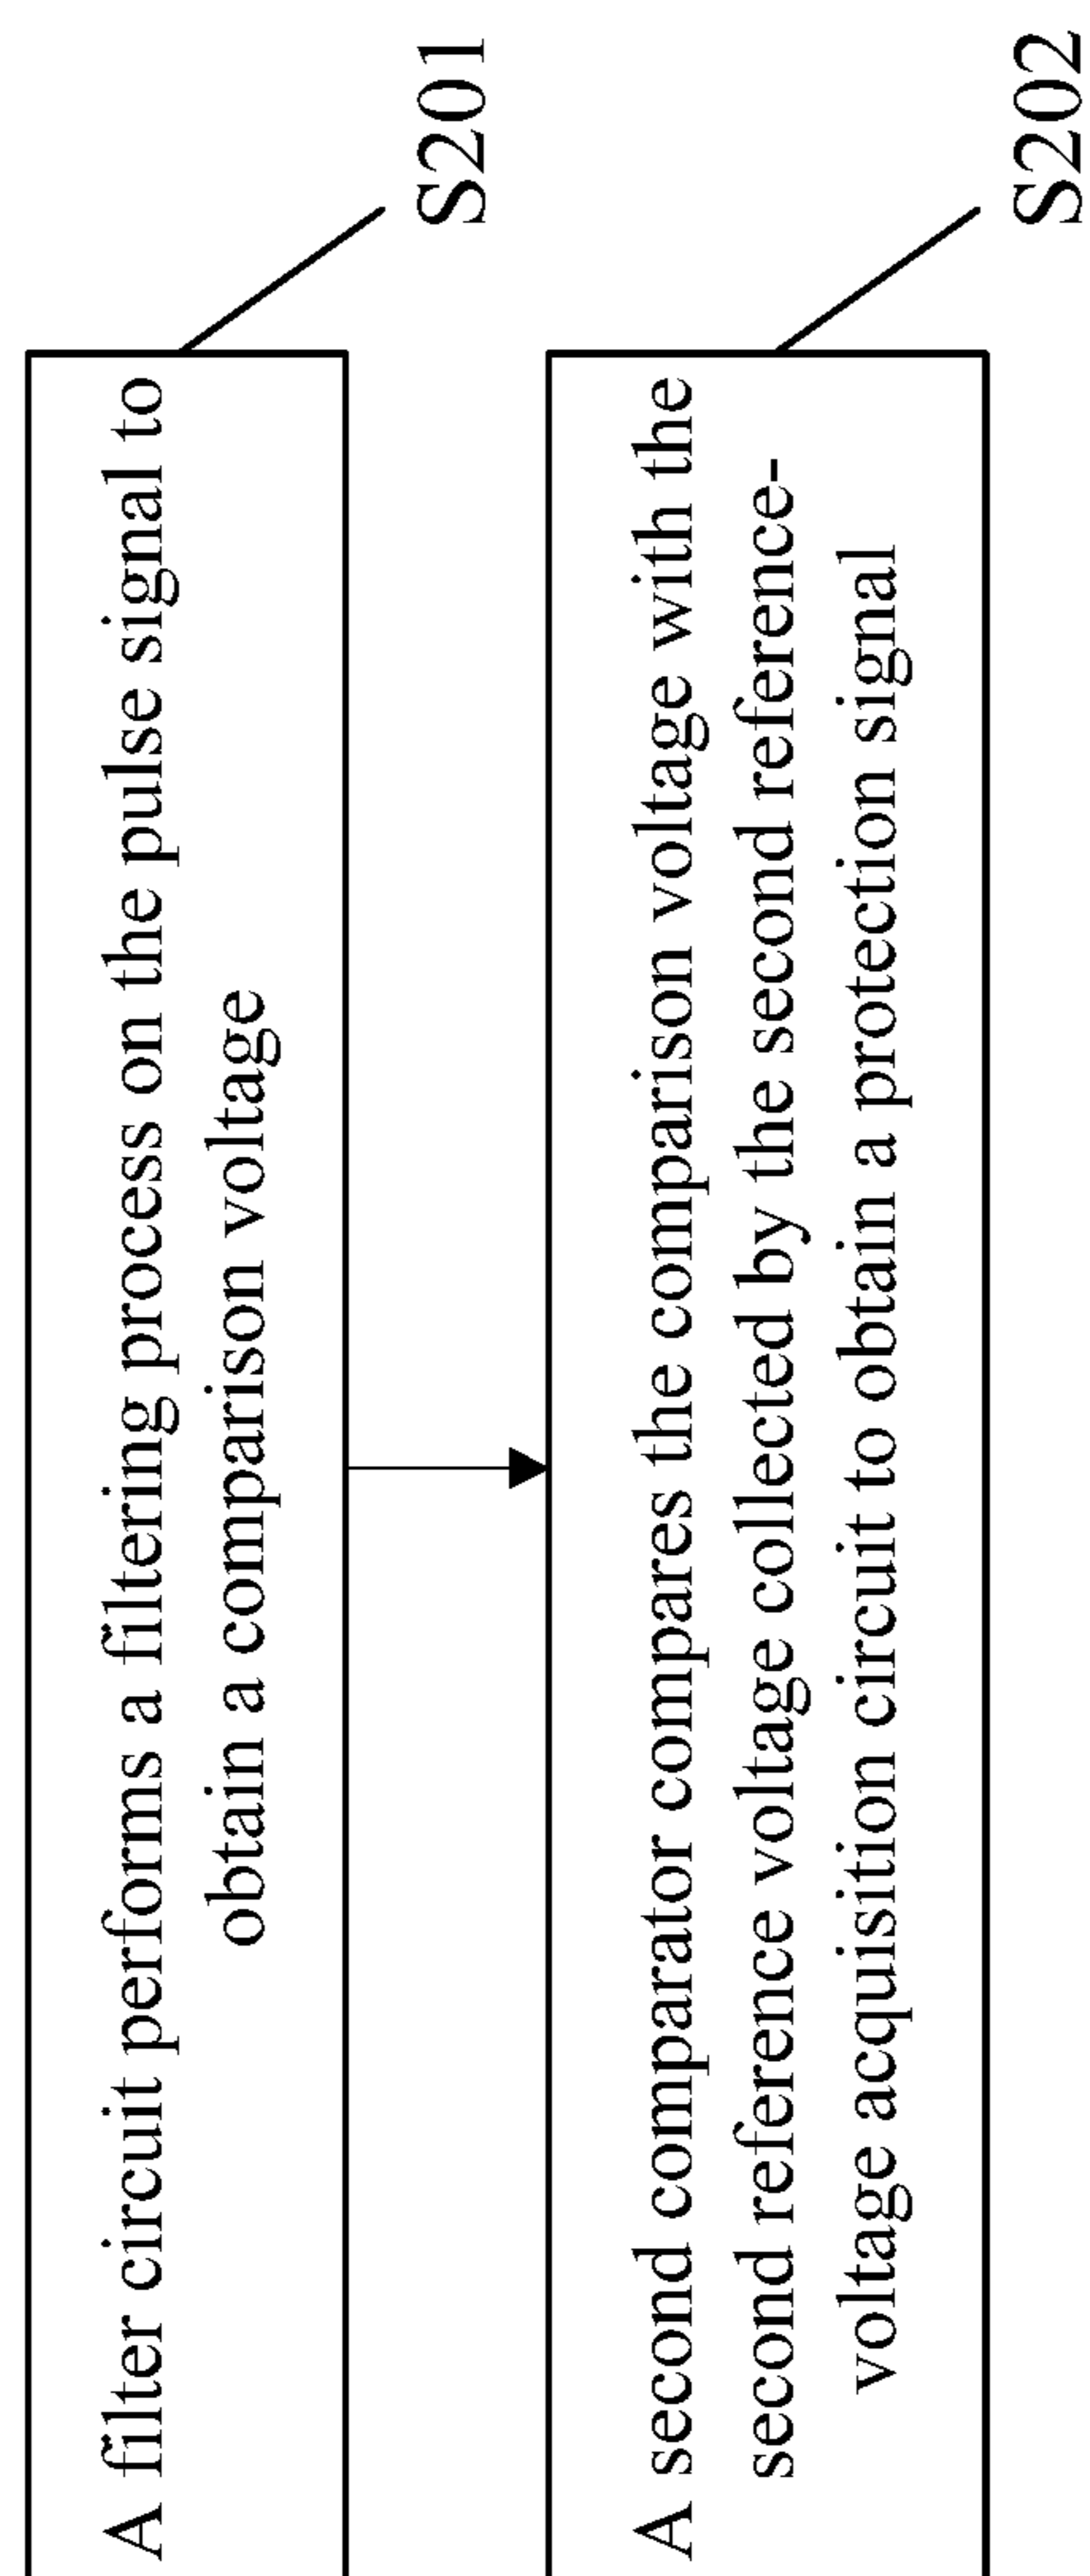 A filter circuit performs a filtering process on the pulse signal to
obtain a comparison voltage
S201
A second comparator compares the comparison voltage with the
second reference voltage collected by the second reference-
voltage acquisition circuit to obtain a protection signal
S202